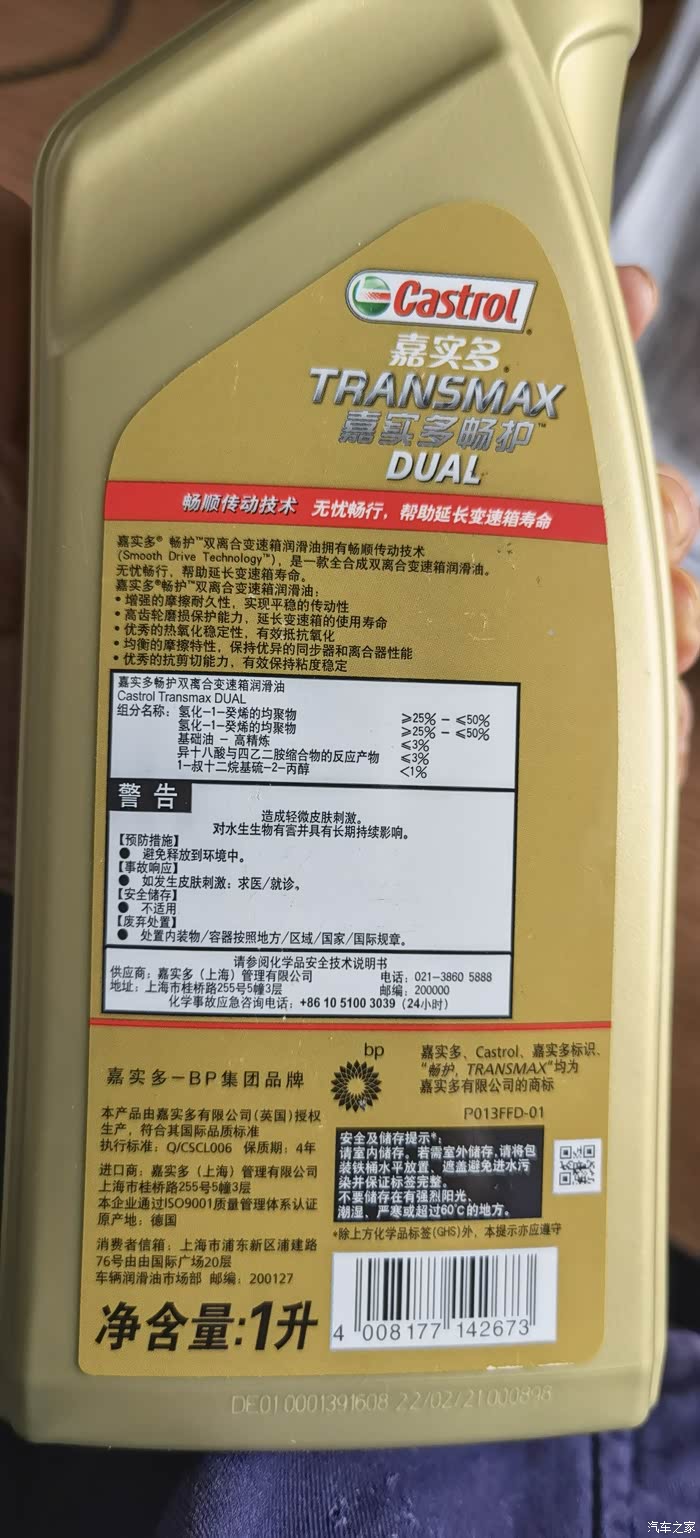 Castrol
嘉实多
TRANSMAX
嘉实多畅护™
DUAL
畅顺传动技术 无忧畅行，帮助延长变速箱寿命
嘉实多® 畅护™双离合变速箱润滑油拥有畅顺传动技术
(Smooth Drive Technology™)，是一款全合成双离合变速箱润滑油。
无忧畅行，帮助延长变速箱寿命。
嘉实多®畅护™双离合变速箱润滑油：
• 增强的摩擦耐久性，实现平稳的传动性
• 高齿轮磨损保护能力，延长变速箱的使用寿命
• 优秀的热氧化稳定性，有效抵抗氧化
• 均衡的摩擦特性，保持优异的同步器和离合器性能
• 优秀的抗剪切能力，有效保持粘度稳定
嘉实多畅护双离合变速箱润滑油
Castrol Transmax DUAL
组分名称：氢化-1-癸烯的均聚物 ≥25% - ≤50%
氢化-1-癸烯的均聚物 ≥25% - ≤50%
基础油 - 高精炼 ≤3%
异十八酸与四乙二胺缩合物的反应产物 ≤3%
1-叔十二烷基硫-2-丙醇 <1%
警告
造成轻微皮肤刺激。
对水生生物有害并具有长期持续影响。
【预防措施】
● 避免释放到环境中。
【事故响应】
● 如发生皮肤刺激：求医/就诊。
【安全储存】
● 不适用
【废弃处置】
● 处置内装物/容器按照地方/区域/国家/国际规章。
请参阅化学品安全技术说明书
供应商：嘉实多（上海）管理有限公司 电话：021-3860 5888
地址：上海市桂桥路255号5幢3层 邮编：200000
化学事故应急咨询电话：+86 10 5100 3039（24小时）
嘉实多－BP集团品牌
bp
嘉实多、Castrol、嘉实多标识、
“畅护，TRANSMAX”均为
嘉实多有限公司的商标
P013FFD-01
本产品由嘉实多有限公司(英国)授权
生产，符合其国际品质标准
执行标准：Q/CSCL006 保质期：4年
进口商：嘉实多（上海）管理有限公司
上海市桂桥路255号5幢3层
本企业通过ISO9001质量管理体系认证
原产地：德国
消费者信箱：上海市浦东新区浦建路
76号由由国际广场20层
车辆润滑油市场部 邮编：200127
安全及储存提示*：
请室内储存。若需室外储存,请将包
装铁桶水平放置、遮盖避免进水污
染并保证标签完整。
不要储存在有强烈阳光、
潮湿、严寒或超过60℃的地方。
*除上方化学品标签(GHS)外，本提示亦应遵守
净含量:1升
4 008177 142673
DE01 0001391608 22/02/21 000898
汽车之家